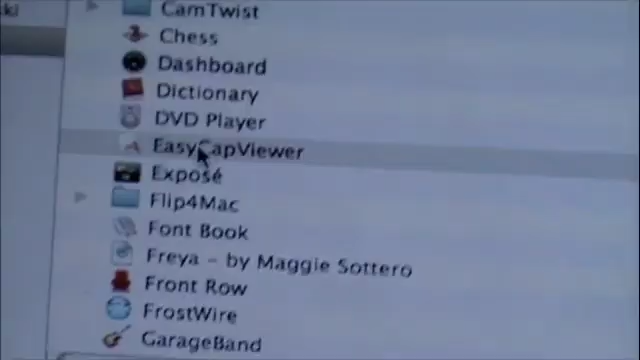 CamTwist
Chess
Dashboard
Dictionary
DVD Player
EasyCapViewer
Exposé
Flip4Mac
Font Book
Freya - by Maggie Sottero
Front Row
FrostWire
GarageBand